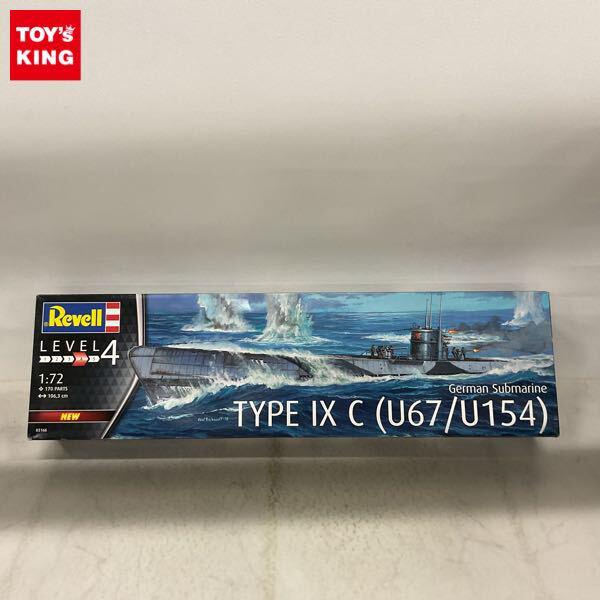 TOY'S
KING
Revell
LEVEL 4
1:72
170 PARTS
106,3 cm
NEW
05166
German Submarine
TYPE IX C (U67/U154)